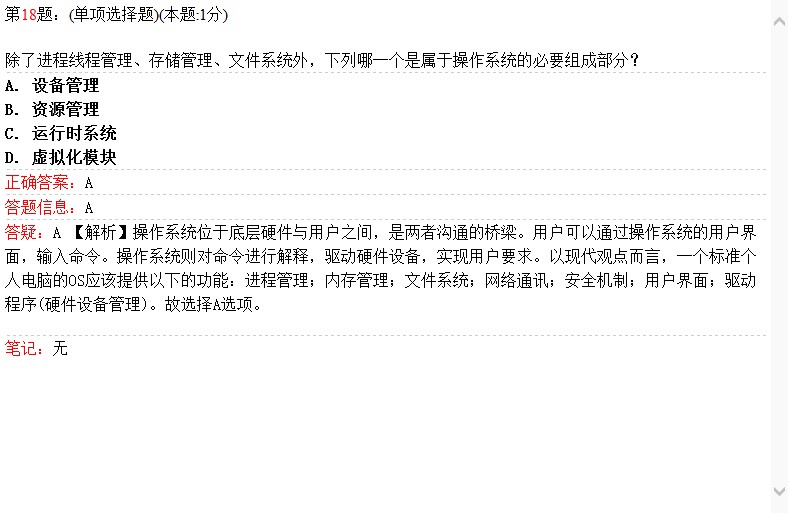 第18题：(单项选择题)(本题:1分)
除了进程线程管理、存储管理、文件系统外，下列哪一个是属于操作系统的必要组成部分？
A. 设备管理
B. 资源管理
C. 运行时系统
D. 虚拟化模块
正确答案：A
答题信息：A
答疑：A 【解析】操作系统位于底层硬件与用户之间，是两者沟通的桥梁。用户可以通过操作系统的用户界
面，输入命令。操作系统则对命令进行解释，驱动硬件设备，实现用户要求。以现代观点而言，一个标准个
人电脑的OS应该提供以下的功能：进程管理；内存管理；文件系统；网络通讯；安全机制；用户界面；驱动
程序(硬件设备管理)。故选择A选项。
笔记：无